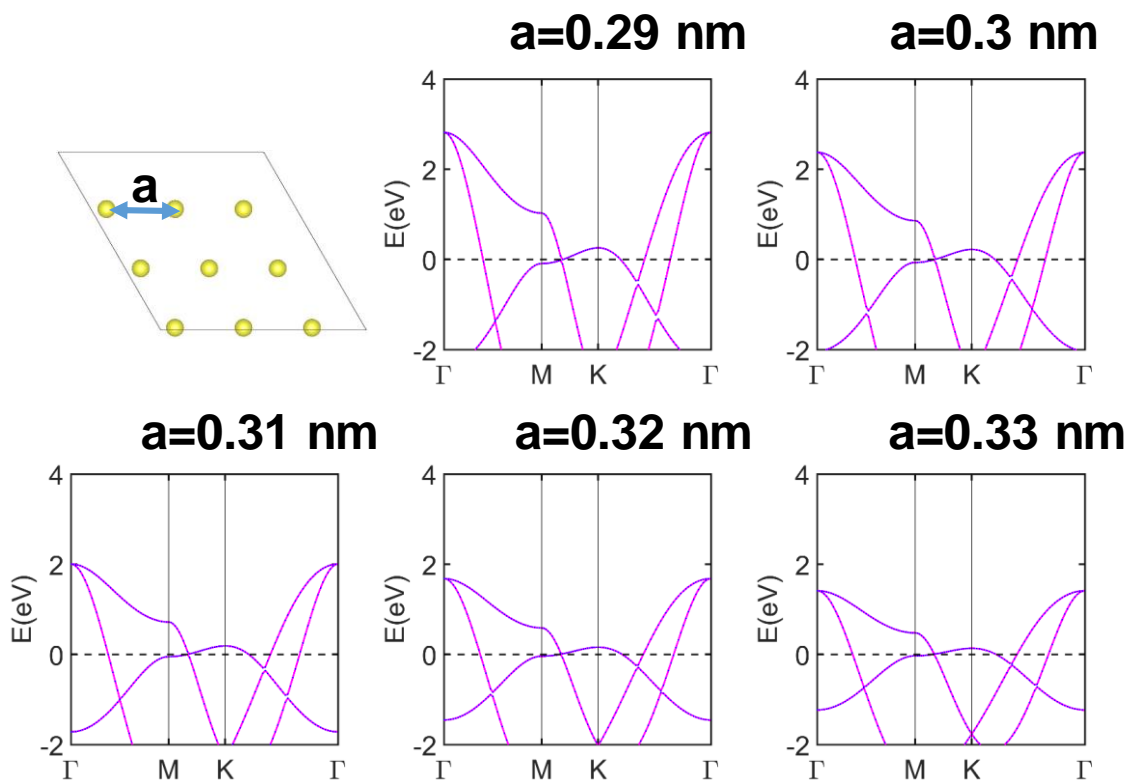 a=0.29 nm
a=0.3 nm
a
4
2
0
-2
E(eV)
Γ M K Γ
4
2
0
-2
E(eV)
Γ M K Γ
a=0.31 nm
a=0.32 nm
a=0.33 nm
4
2
0
-2
E(eV)
Γ M K Γ
4
2
0
-2
E(eV)
Γ M K Γ
4
2
0
-2
E(eV)
Γ M K Γ